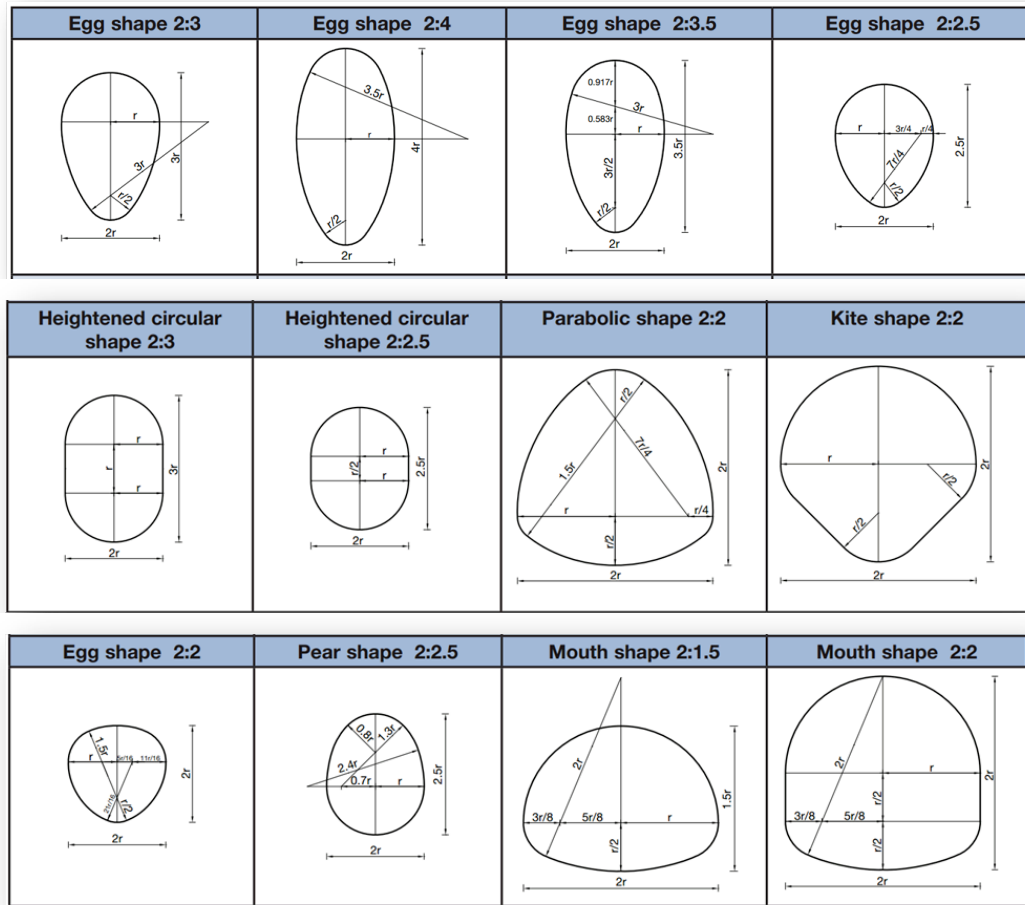 Egg shape 2:3
Egg shape 2:4
Egg shape 2:3.5
Egg shape 2:2.5
r
3r
r/2
3r
2r
3.5r
r
r/2
4r
2r
0.917r
3r
0.583r
r
3r/2
r/2
3.5r
2r
r
3r/4
r/4
7r/4
r/2
2.5r
2r
Heightened circular
shape 2:3
Heightened circular
shape 2:2.5
Parabolic shape 2:2
Kite shape 2:2
r
r
r
3r
2r
r
r/2
r
2.5r
2r
r/2
1.5r
7r/4
r
r/4
r/2
2r
2r
r
r/2
r/2
2r
2r
Egg shape 2:2
Pear shape 2:2.5
Mouth shape 2:1.5
Mouth shape 2:2
1.5r
r
5r/16
11r/16
21r/16
r/2
2r
2r
0.8r
1.3r
2.4r
0.7r
r
2.5r
2r
2r
3r/8
5r/8
r
r/2
1.5r
2r
2r
r
r/2
3r/8
5r/8
r/2
2r
2r